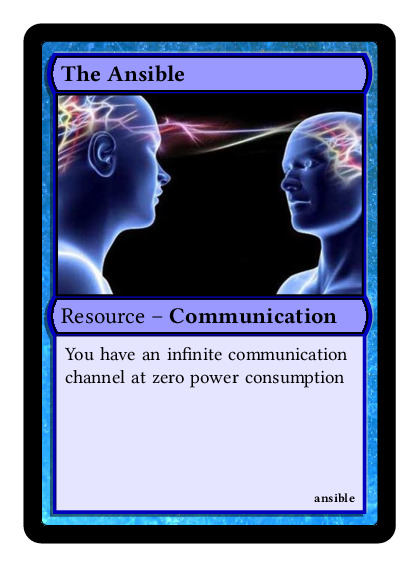 The Ansible
Resource – Communication
You have an infinite communication
channel at zero power consumption
ansible